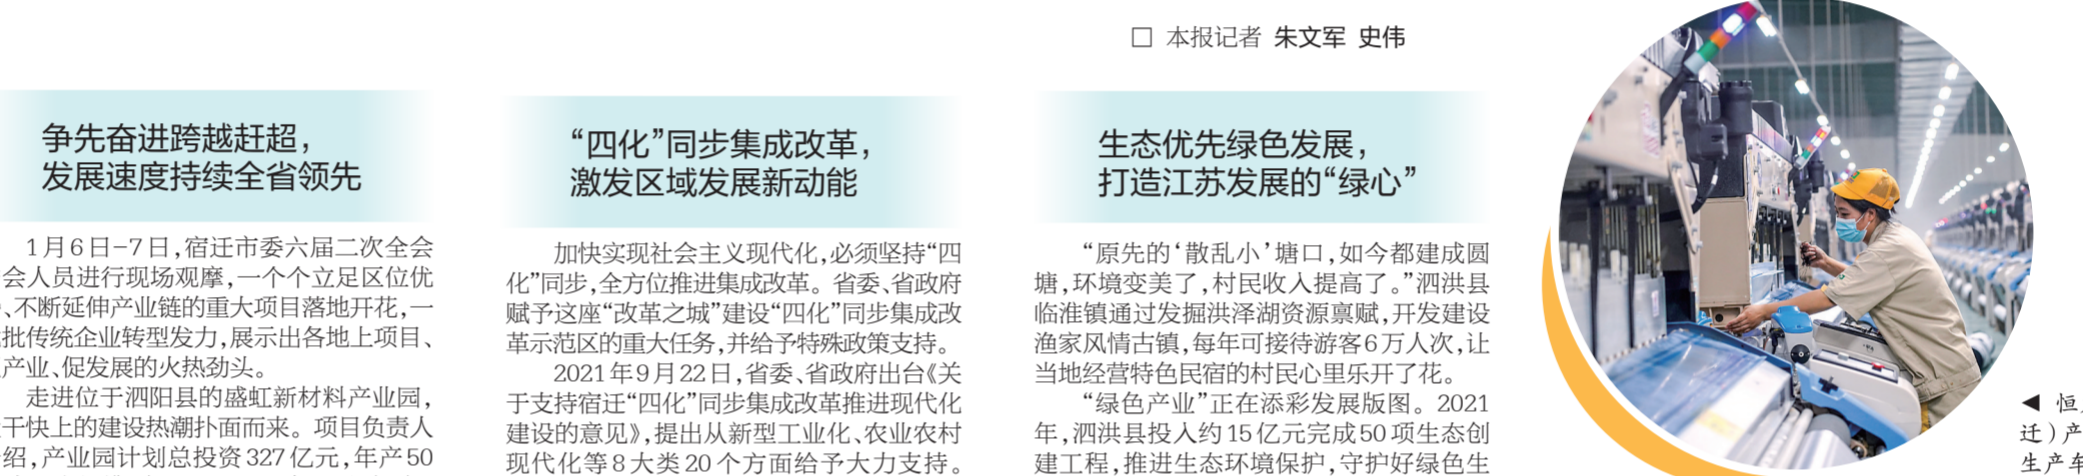 □ 本报记者 朱文军 史伟
争先奋进跨越赶超，
发展速度持续全省领先
1月6日-7日，宿迁市委六届二次全会
会人员进行现场观摩，一个个立足区位优
、不断延伸产业链的重大项目落地开花，一
批传统企业转型发力，展示出各地上项目、
产业、促发展的火热劲头。
走进位于泗阳县的盛虹新材料产业园，
干快上的建设热潮扑面而来。项目负责人
绍，产业园计划总投资327亿元，年产50
“四化”同步集成改革，
激发区域发展新动能
加快实现社会主义现代化，必须坚持“四
化”同步，全方位推进集成改革。省委、省政府
赋予这座“改革之城”建设“四化”同步集成改
革示范区的重大任务，并给予特殊政策支持。
2021年9月22日，省委、省政府出台《关
于支持宿迁“四化”同步集成改革推进现代化
建设的意见》，提出从新型工业化、农业农村
现代化等8大类20个方面给予大力支持。
生态优先绿色发展，
打造江苏发展的“绿心”
“原先的‘散乱小’塘口，如今都建成圆
塘，环境变美了，村民收入提高了。”泗洪县
临淮镇通过发掘洪泽湖资源禀赋，开发建设
渔家风情古镇，每年可接待游客6万人次，让
当地经营特色民宿的村民心里乐开了花。
“绿色产业”正在添彩发展版图。2021
年，泗洪县投入约15亿元完成50项生态创
建工程，推进生态环境保护，守护好绿色生
◀ 恒
迁）产
生产车